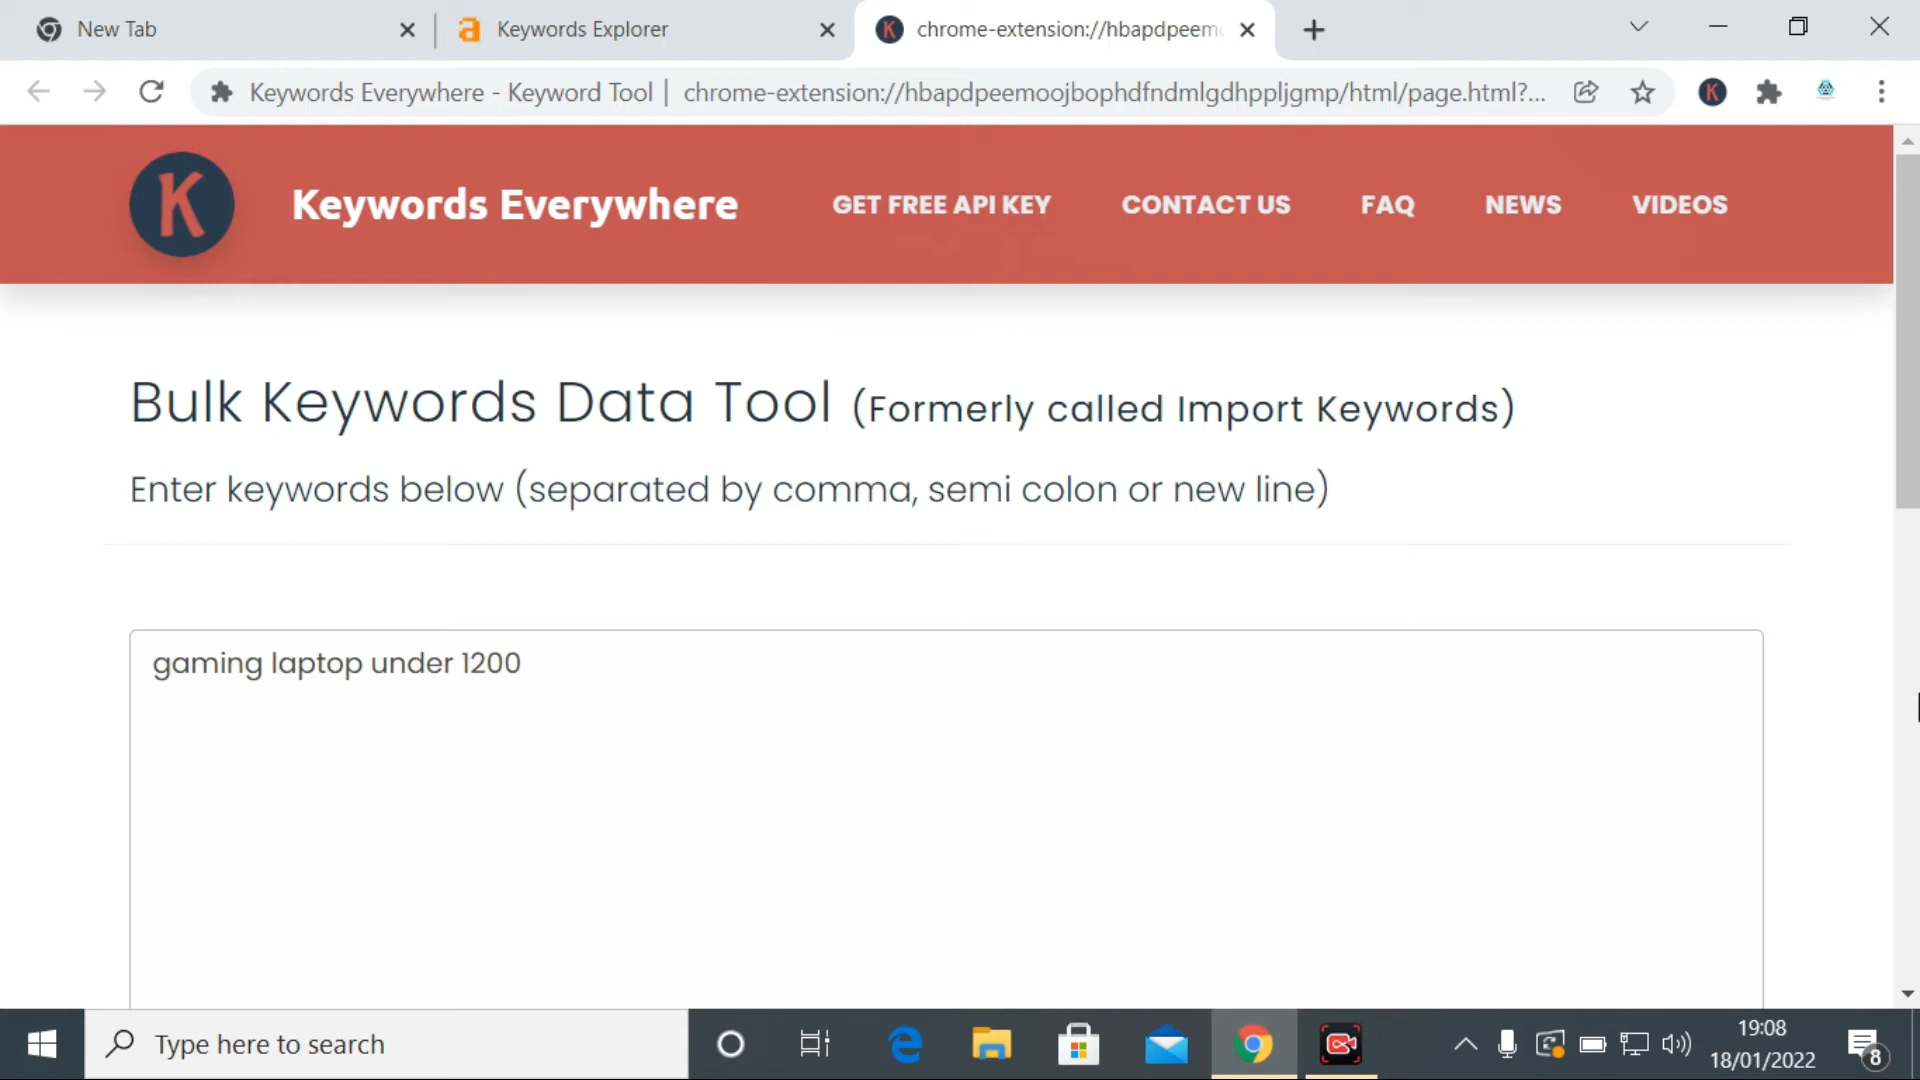 New Tab
Keywords Explorer
chrome-extension://hbapdpeem
Keywords Everywhere - Keyword Tool | chrome-extension://hbapdpeemoojbophdfndmlgdhppljgmp/html/page.html?...
K
K Keywords Everywhere GET FREE API KEY CONTACT US FAQ NEWS VIDEOS
Bulk Keywords Data Tool (Formerly called Import Keywords)
Enter keywords below (separated by comma, semi colon or new line)
gaming laptop under 1200
Type here to search
19:08
18/01/2022
8